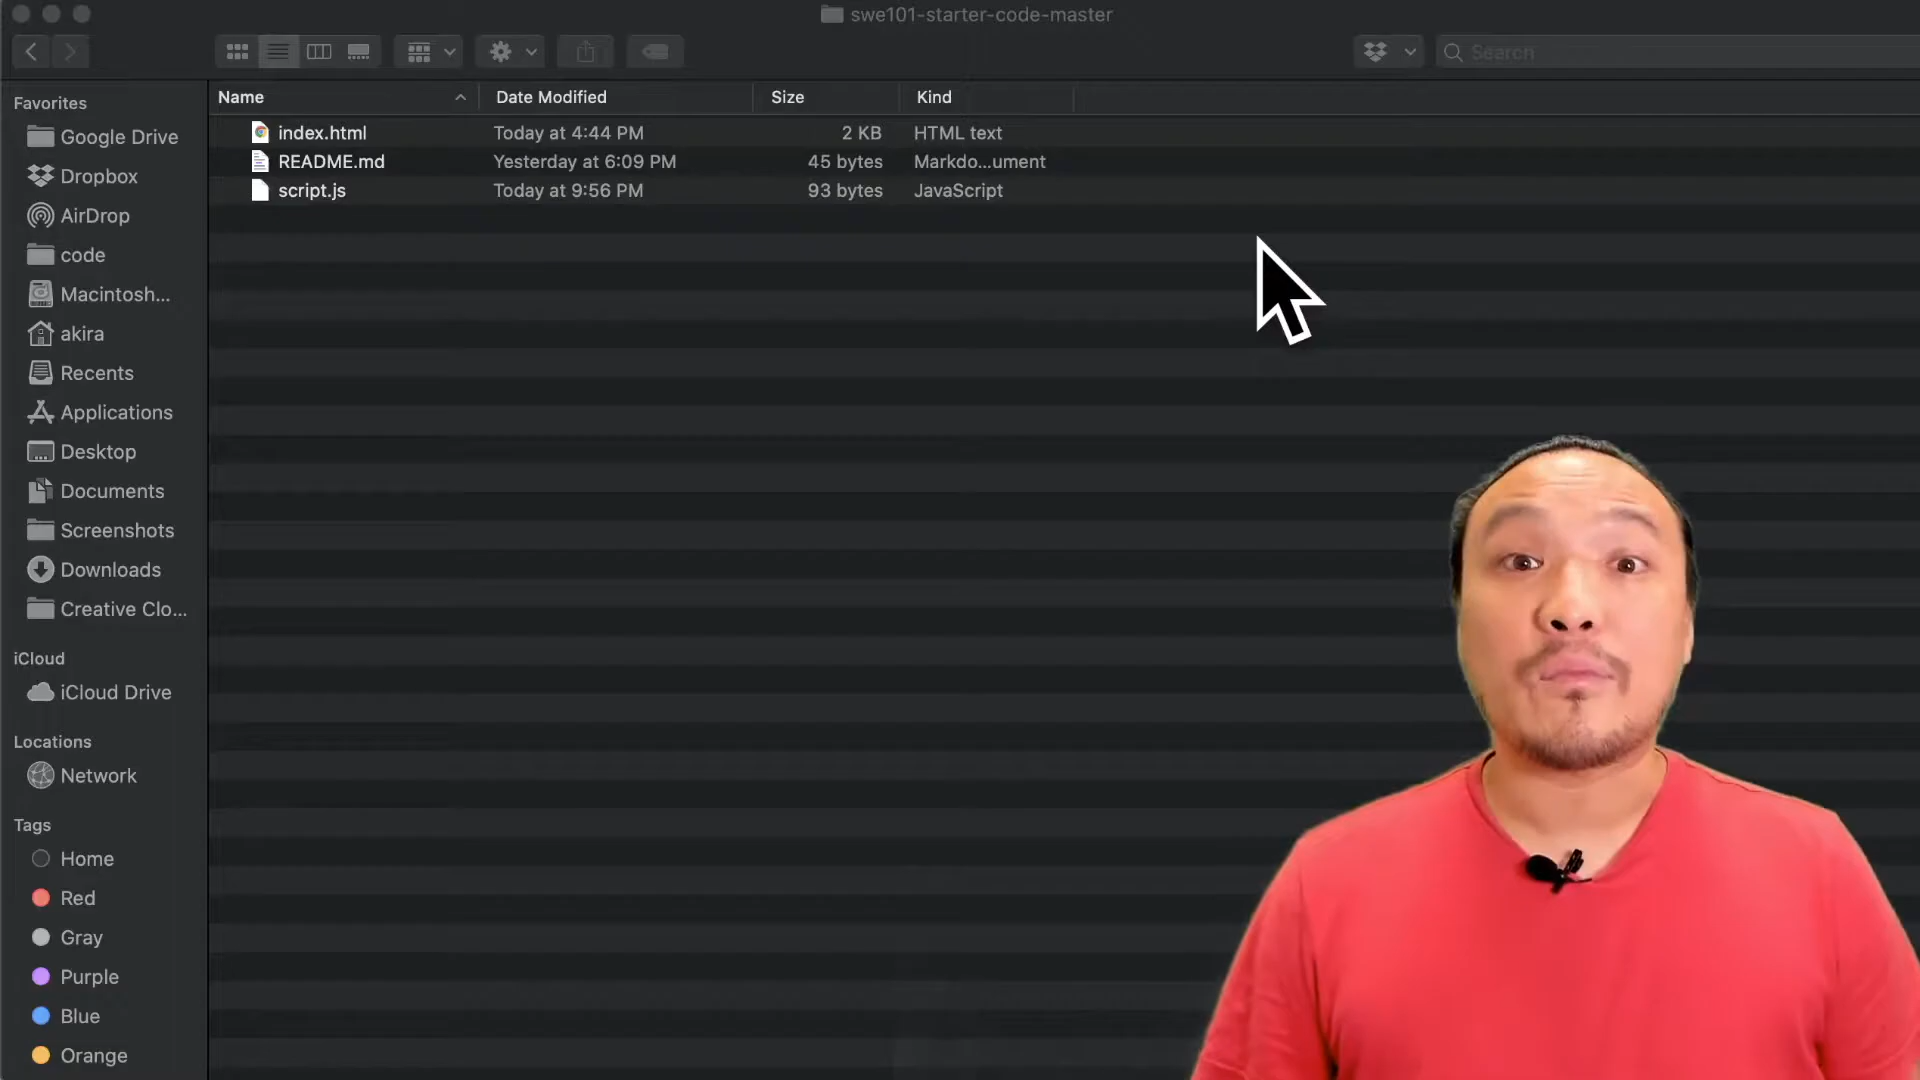 swe101-starter-code-master
Search
Favorites
Google Drive
Dropbox
AirDrop
code
Macintosh...
akira
Recents
Applications
Desktop
Documents
Screenshots
Downloads
Creative Clo...
iCloud
iCloud Drive
Locations
Network
Tags
Home
Red
Gray
Purple
Blue
Orange
Name Date Modified Size Kind
index.html Today at 4:44 PM 2 KB HTML text
README.md Yesterday at 6:09 PM 45 bytes Markdo...ument
script.js Today at 9:56 PM 93 bytes JavaScript